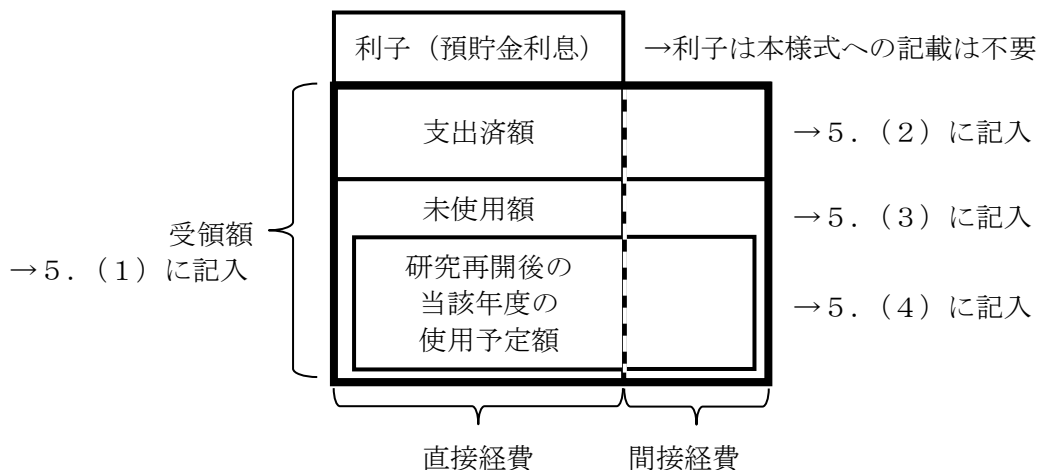 利子（預貯金利息） →利子は本様式への記載は不要
支出済額 →５．（２）に記入
未使用額 →５．（３）に記入
受領額
→５．（１）に記入
研究再開後の
当該年度の
使用予定額
→５．（４）に記入
直接経費 間接経費